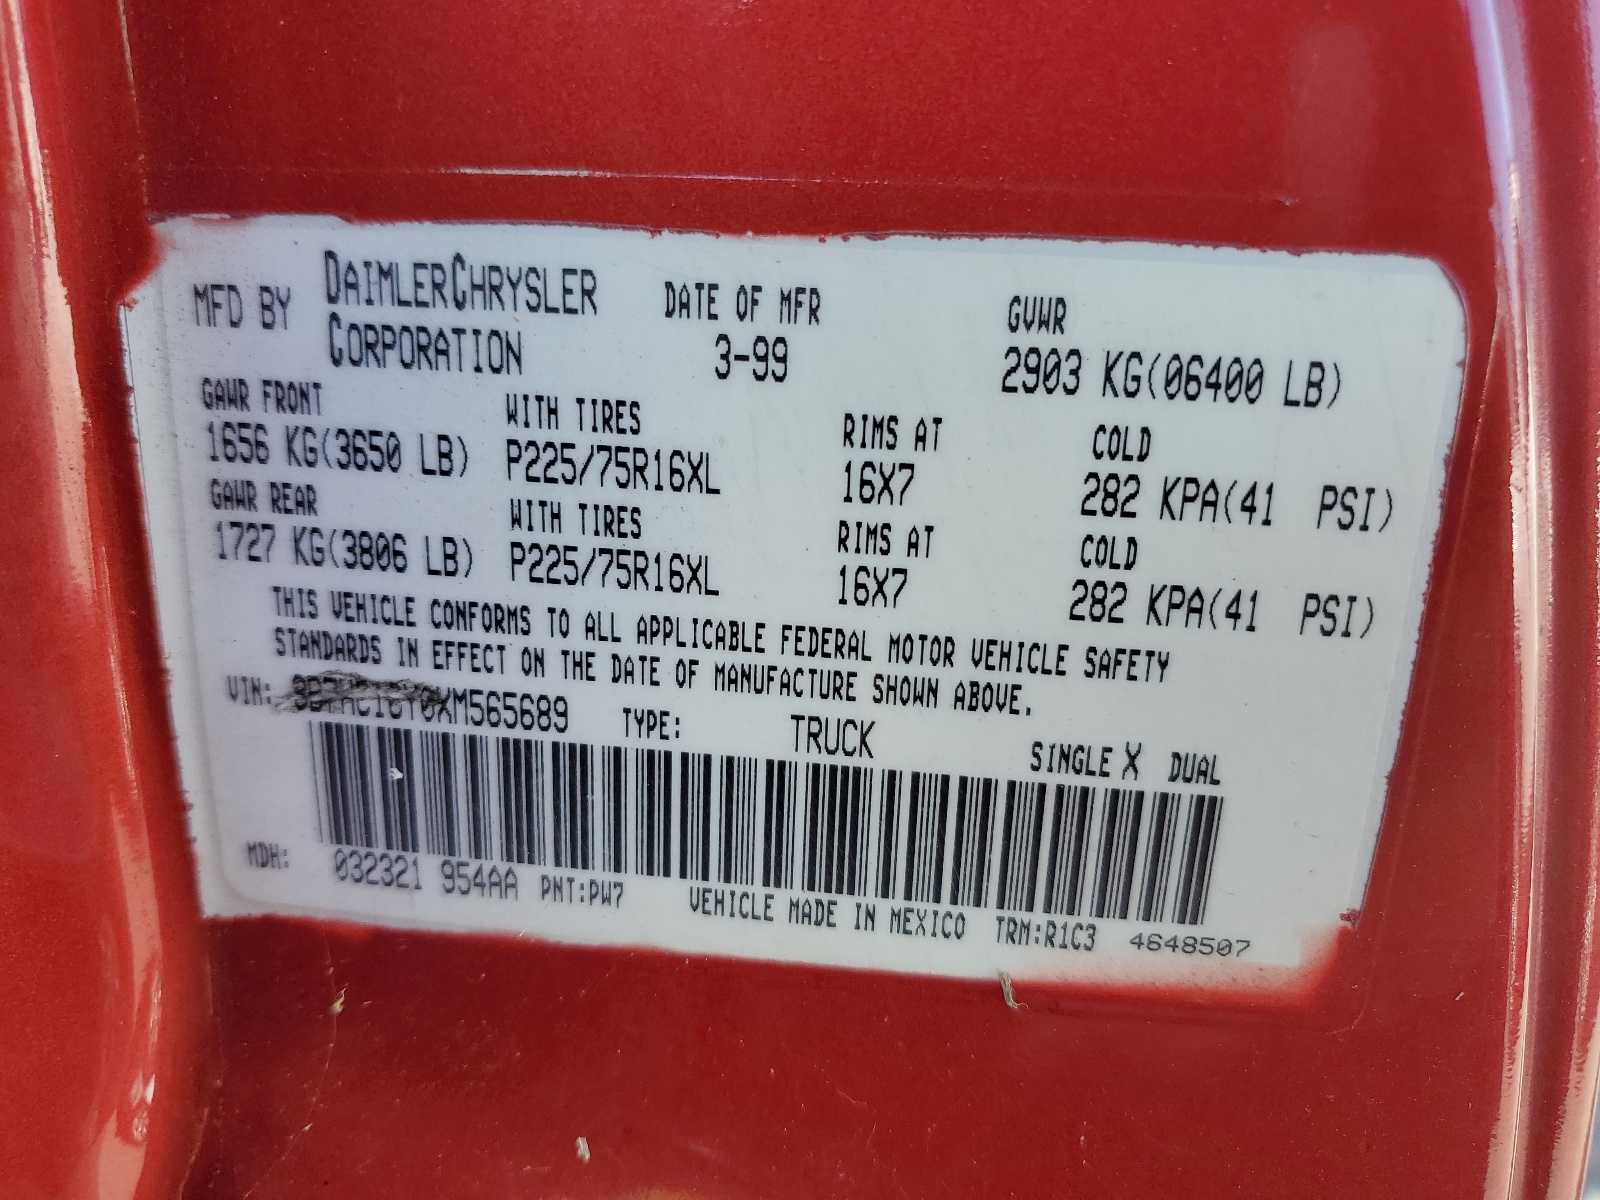 MFD BY DAIMLERCHRYSLER CORPORATION DATE OF MFR 3-99 GVWR 2903 KG(06400 LB)
GAWR FRONT WITH TIRES RIMS AT COLD
1656 KG(3650 LB) P225/75R16XL 16X7 282 KPA(41 PSI)
GAWR REAR WITH TIRES RIMS AT COLD
1727 KG(3806 LB) P225/75R16XL 16X7 282 KPA(41 PSI)
THIS VEHICLE CONFORMS TO ALL APPLICABLE FEDERAL MOTOR VEHICLE SAFETY
STANDARDS IN EFFECT ON THE DATE OF MANUFACTURE SHOWN ABOVE.
VIN: TYPE: TRUCK SINGLE X DUAL
MDH: 032321 954AA PNT:PW7 VEHICLE MADE IN MEXICO TRM:R1C3 4648507